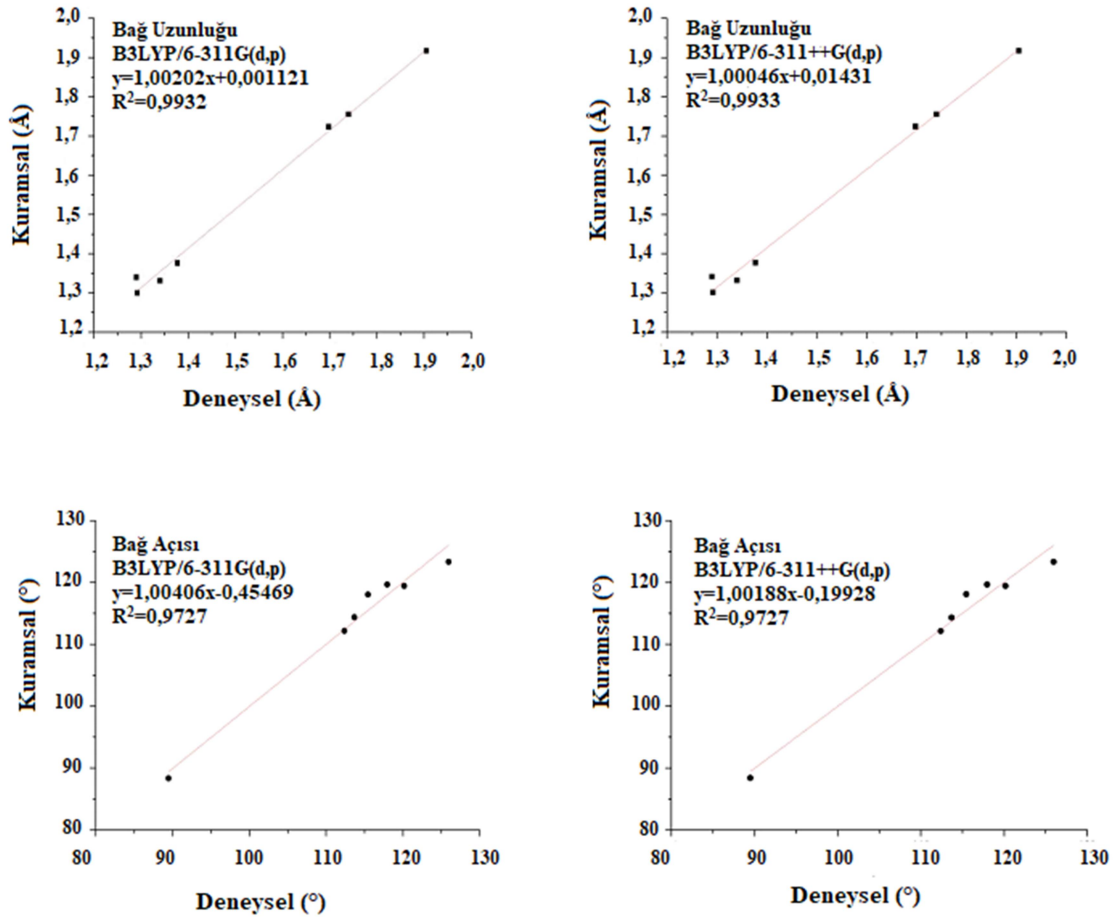 2,0
1,9
1,8
1,7
1,6
1,5
1,4
1,3
1,2
Kuramsal (Å)
Bağ Uzunluğu
B3LYP/6-311G(d,p)
y=1,00202x+0,001121
R²=0,9932
1,2 1,3 1,4 1,5 1,6 1,7 1,8 1,9 2,0
Deneysel (Å)
2,0
1,9
1,8
1,7
1,6
1,5
1,4
1,3
1,2
Kuramsal (Å)
Bağ Uzunluğu
B3LYP/6-311++G(d,p)
y=1,00046x+0,01431
R²=0,9933
1,2 1,3 1,4 1,5 1,6 1,7 1,8 1,9 2,0
Deneysel (Å)
130
120
110
100
90
80
Kuramsal (°)
Bağ Açısı
B3LYP/6-311G(d,p)
y=1,00406x-0,45469
R²=0,9727
80 90 100 110 120 130
Deneysel (°)
130
120
110
100
90
80
Kuramsal (°)
Bağ Açısı
B3LYP/6-311++G(d,p)
y=1,00188x-0,19928
R²=0,9727
80 90 100 110 120 130
Deneysel (°)